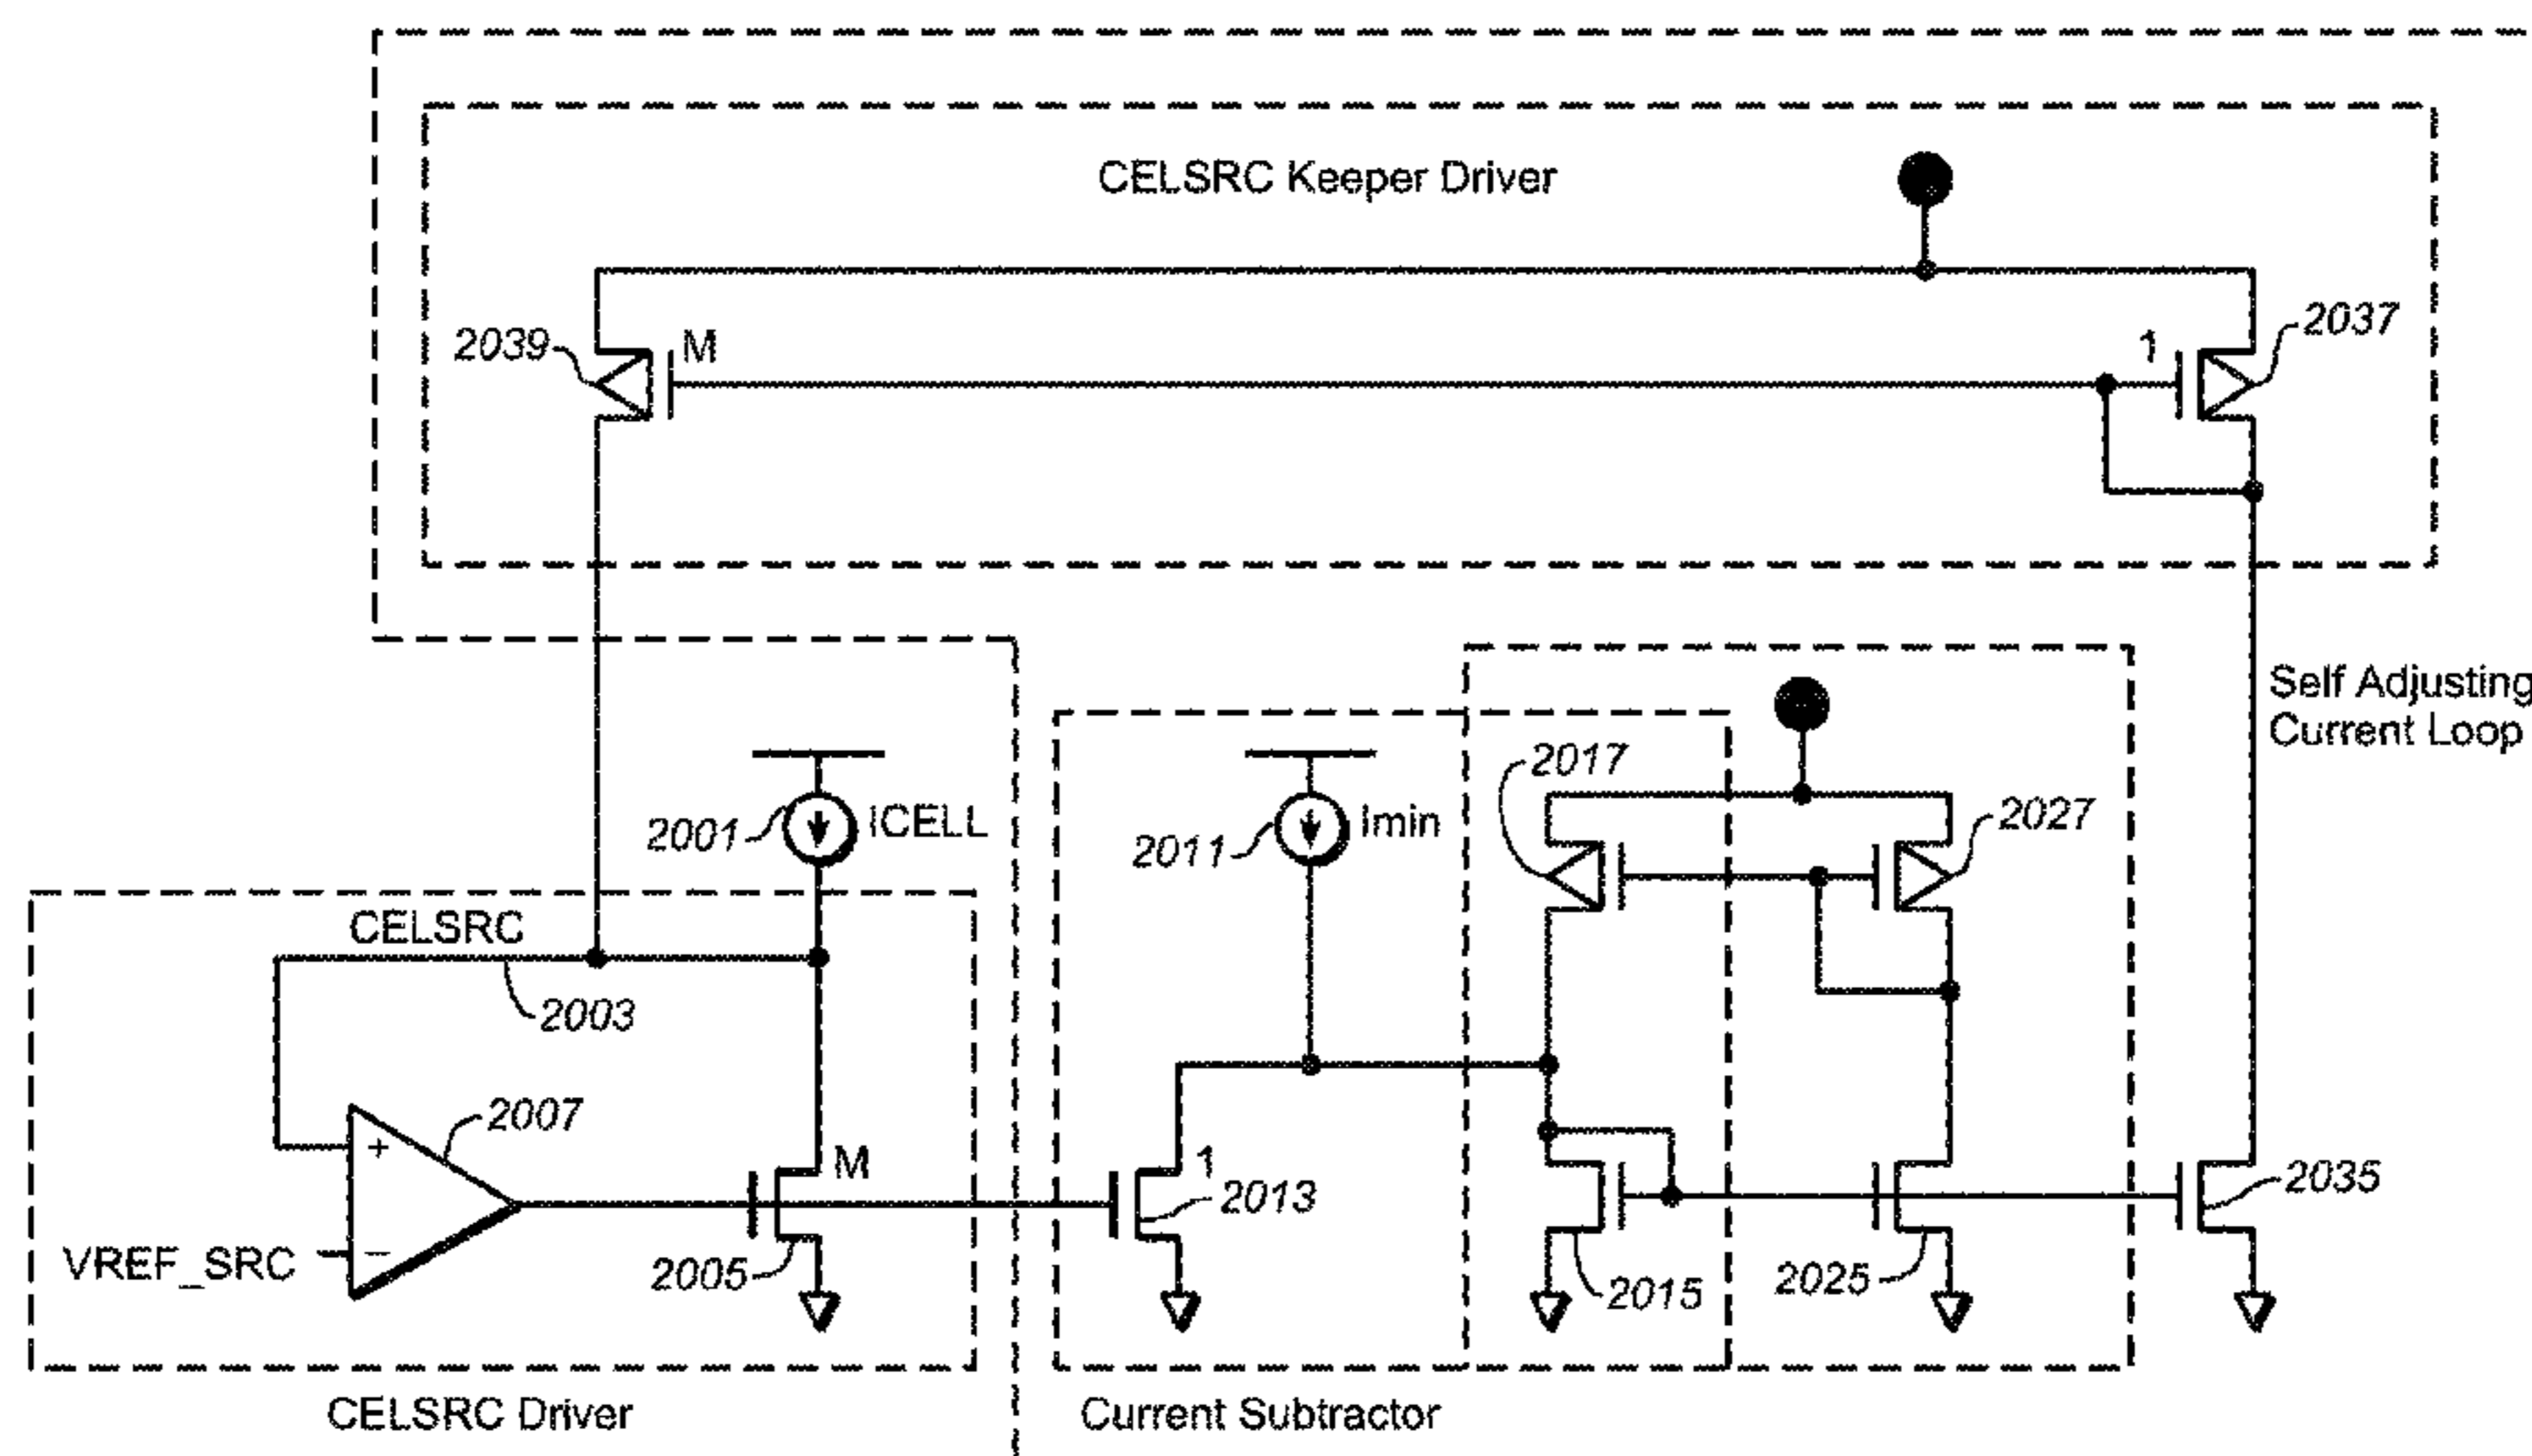 CELSRC Keeper Driver
2039
M
1
2037
Self Adjusting
Current Loop
2017
2001
ICELL
2011
Imin
2027
CELSRC
2003
2007
+
M
1
2013
2035
VREF_SRC
−
2005
2015
2025
CELSRC Driver
Current Subtractor